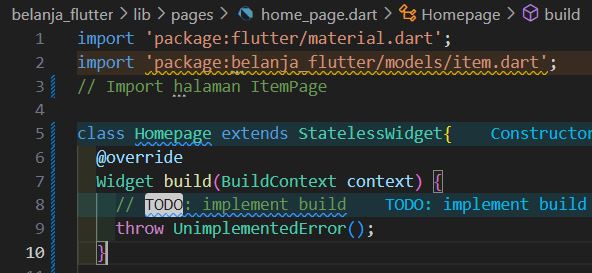 belanja_flutter > lib > pages > home_page.dart > Homepage > build
1 import 'package:flutter/material.dart';
2 import 'package:belanja_flutter/models/item.dart';
3 // Import halaman ItemPage
4
5 class Homepage extends StatelessWidget{ Constructor
6 @override
7 Widget build(BuildContext context) {
8 // TODO: implement build TODO: implement build
9 throw UnimplementedError();
10 }